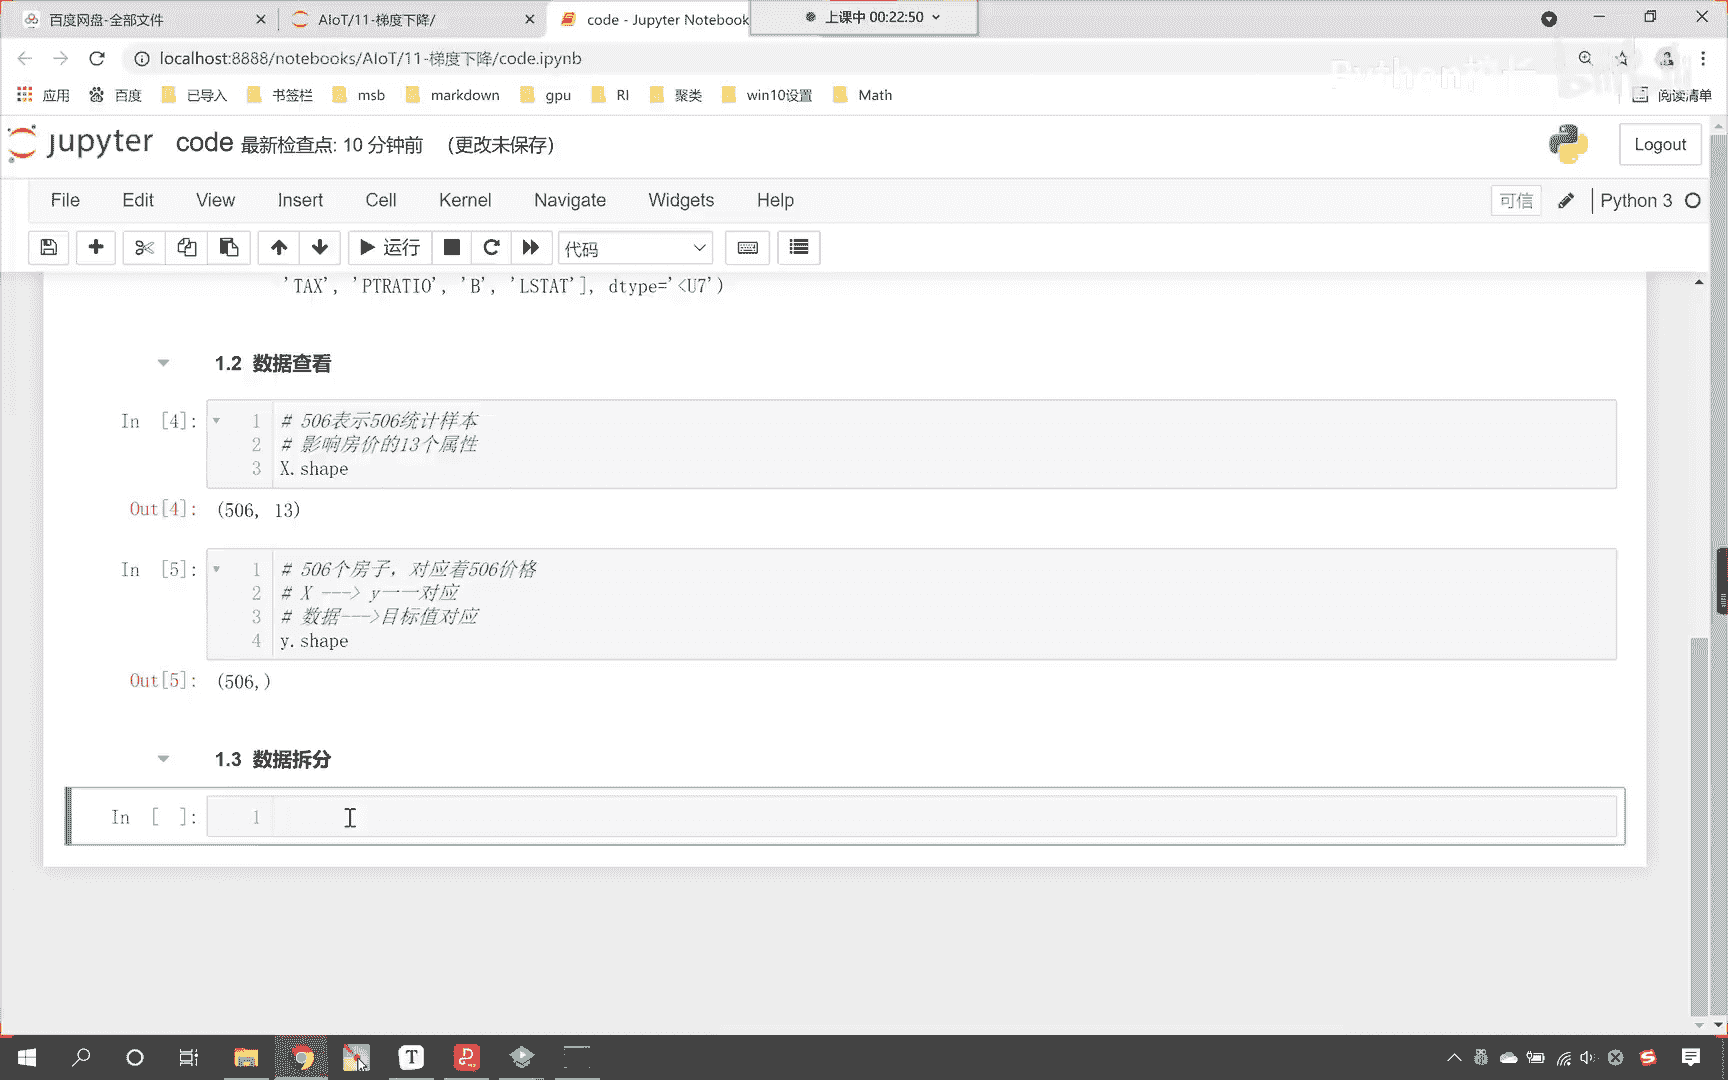 百度网盘-全部文件
AIoT/11-梯度下降/
code - Jupyter Notebook
上课中 00:22:50
localhost:8888/notebooks/AIoT/11-梯度下降/code.ipynb
应用 百度 已导入 书签栏 msb markdown gpu RI 聚类 win10设置 Math 阅读清单
jupyter code 最新检查点: 10 分钟前 (更改未保存)
Logout
File Edit View Insert Cell Kernel Navigate Widgets Help 可信 Python 3
运行 代码
'TAX', 'PTRATIO', 'B', 'LSTAT'], dtype='<U7')
1.2 数据查看
In [4]: 1 # 506表示506统计样本
2 # 影响房价的13个属性
3 X.shape
Out[4]: (506, 13)
In [5]: 1 # 506个房子，对应着506价格
2 # X ---> y一一对应
3 # 数据--->目标值对应
4 y.shape
Out[5]: (506,)
1.3 数据拆分
In [ ]: 1